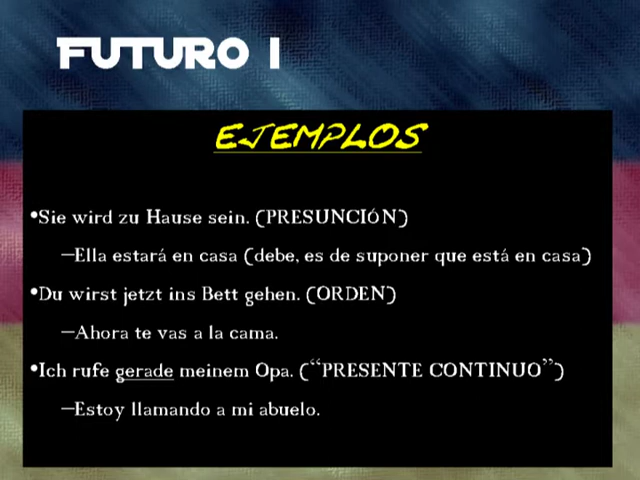 FUTURO I
EJEMPLOS
•Sie wird zu Hause sein. (PRESUNCIÓN)
–Ella estará en casa (debe, es de suponer que está en casa)
•Du wirst jetzt ins Bett gehen. (ORDEN)
–Ahora te vas a la cama.
•Ich rufe gerade meinem Opa. (“PRESENTE CONTINUO”)
–Estoy llamando a mi abuelo.